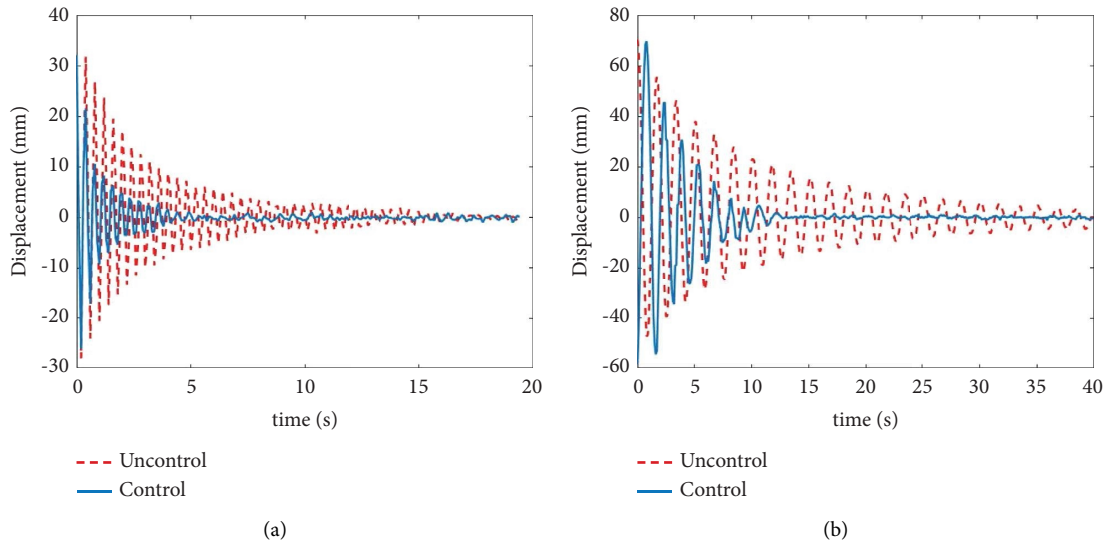 40
30
20
10
0
-10
-20
-30
Displacement (mm)
0 5 10 15 20
time (s)
Uncontrol
Control
(a)
80
60
40
20
0
-20
-40
-60
Displacement (mm)
0 5 10 15 20 25 30 35 40
time (s)
Uncontrol
Control
(b)